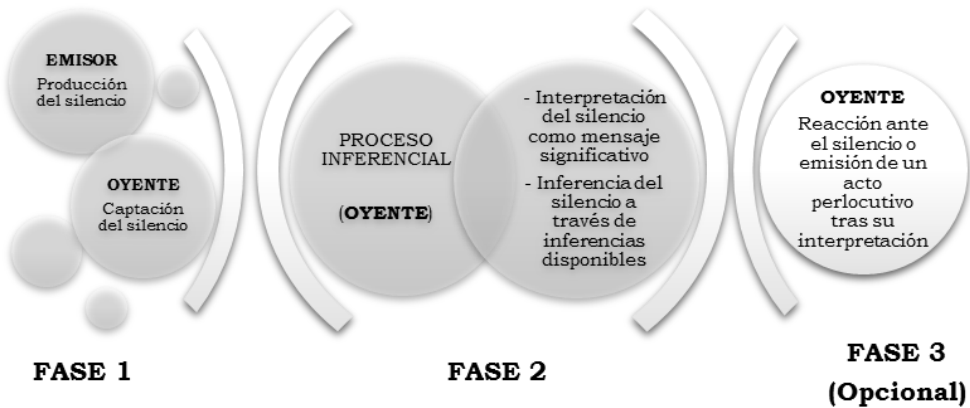 EMISOR
Producción
del silencio
OYENTE
Captación
del silencio
FASE 1
PROCESO
INFERENCIAL
(OYENTE)
- Interpretación
del silencio
como mensaje
significativo
- Inferencia del
silencio a
través de
inferencias
disponibles
FASE 2
OYENTE
Reacción ante
el silencio o
emisión de un
acto
perlocutivo
tras su
interpretación
FASE 3
(Opcional)